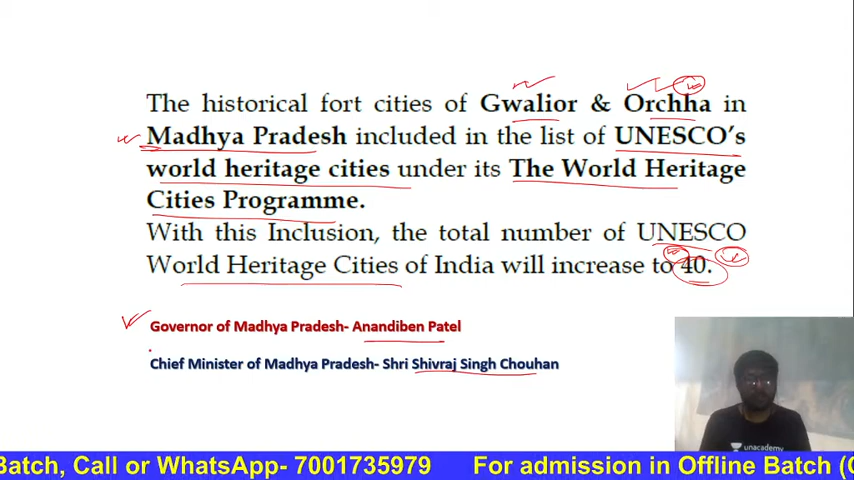 The historical fort cities of Gwalior & Orchha in
Madhya Pradesh included in the list of UNESCO's
world heritage cities under its The World Heritage
Cities Programme.
With this Inclusion, the total number of UNESCO
World Heritage Cities of India will increase to 40.
Governor of Madhya Pradesh- Anandiben Patel
Chief Minister of Madhya Pradesh- Shri Shivraj Singh Chouhan
unacademy
Batch, Call or WhatsApp- 7001735979 For admission in Offline Batch (